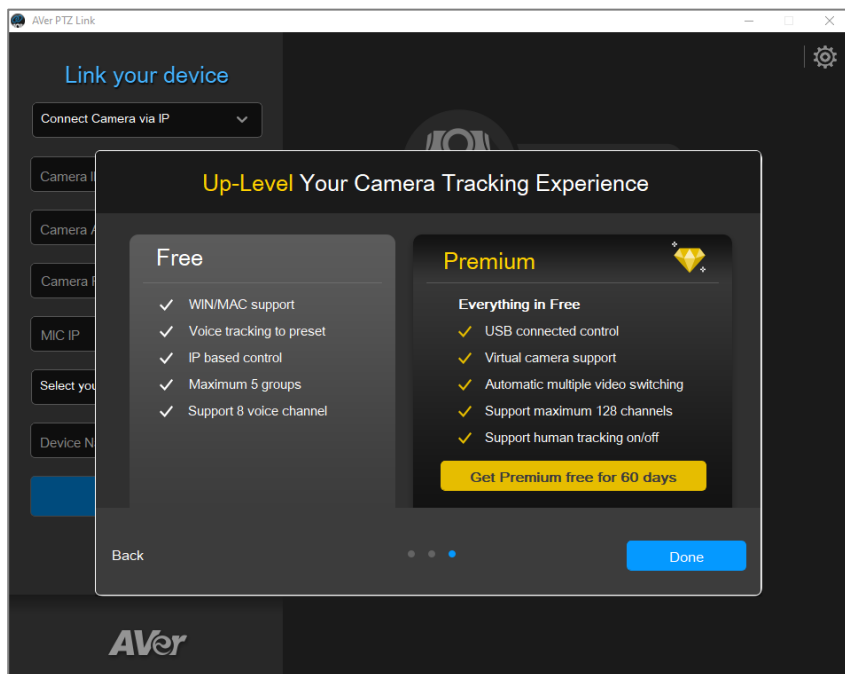 AVer PTZ Link
Link your device
Connect Camera via IP
Camera
Camera
Camera
MIC IP
Select
Device
Up-Level Your Camera Tracking Experience
Free
WIN/MAC support
Voice tracking to preset
IP based control
Maximum 5 groups
Support 8 voice channel
Premium
Everything in Free
USB connected control
Virtual camera support
Automatic multiple video switching
Support maximum 128 channels
Support human tracking on/off
Get Premium free for 60 days
Back
Done
AVer